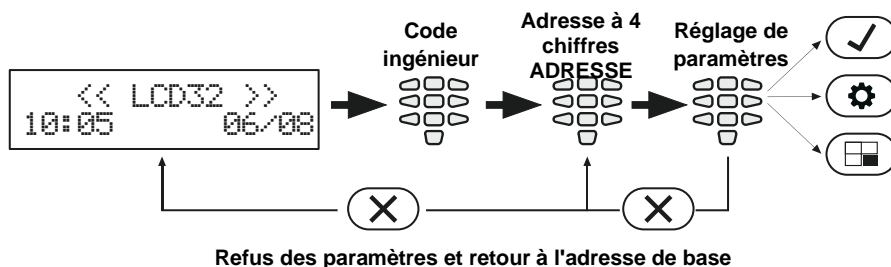 << LCD32 >>
10:05 06/08
Code
ingénieur
Adresse à 4
chiffres
ADRESSE
Réglage de
paramètres
Refus des paramètres et retour à l'adresse de base